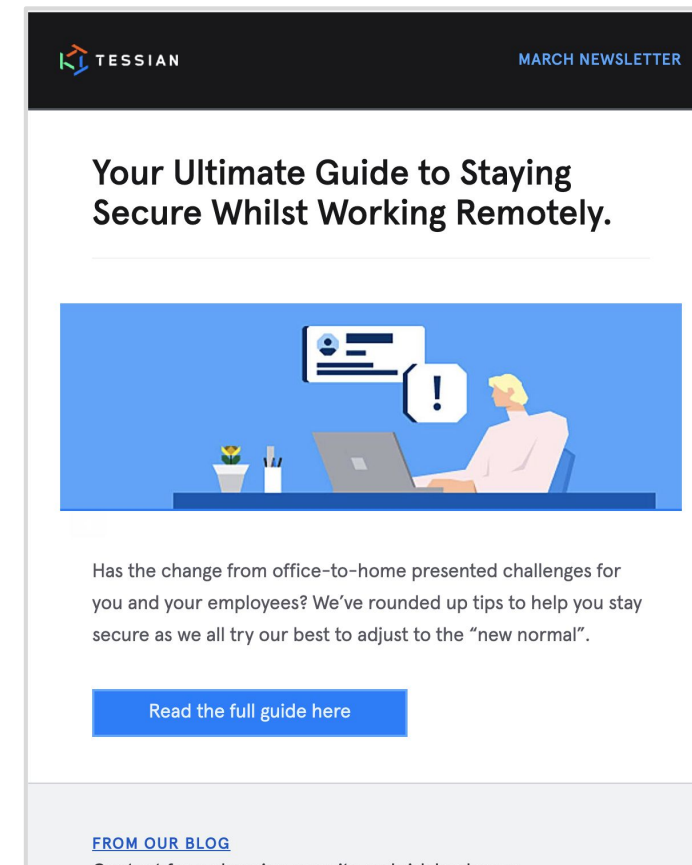 TESSIAN
MARCH NEWSLETTER
Your Ultimate Guide to Staying
Secure Whilst Working Remotely.
!
Has the change from office-to-home presented challenges for
you and your employees? We’ve rounded up tips to help you stay
secure as we all try our best to adjust to the “new normal”.
Read the full guide here
FROM OUR BLOG